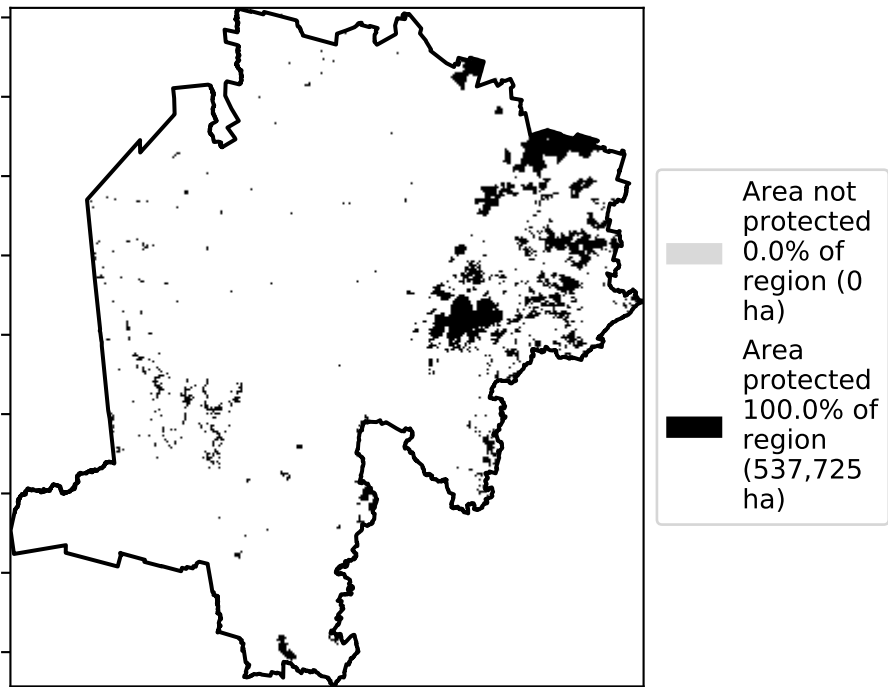 Area not
protected
0.0% of
region (0
ha)
Area
protected
100.0% of
region
(537,725
ha)